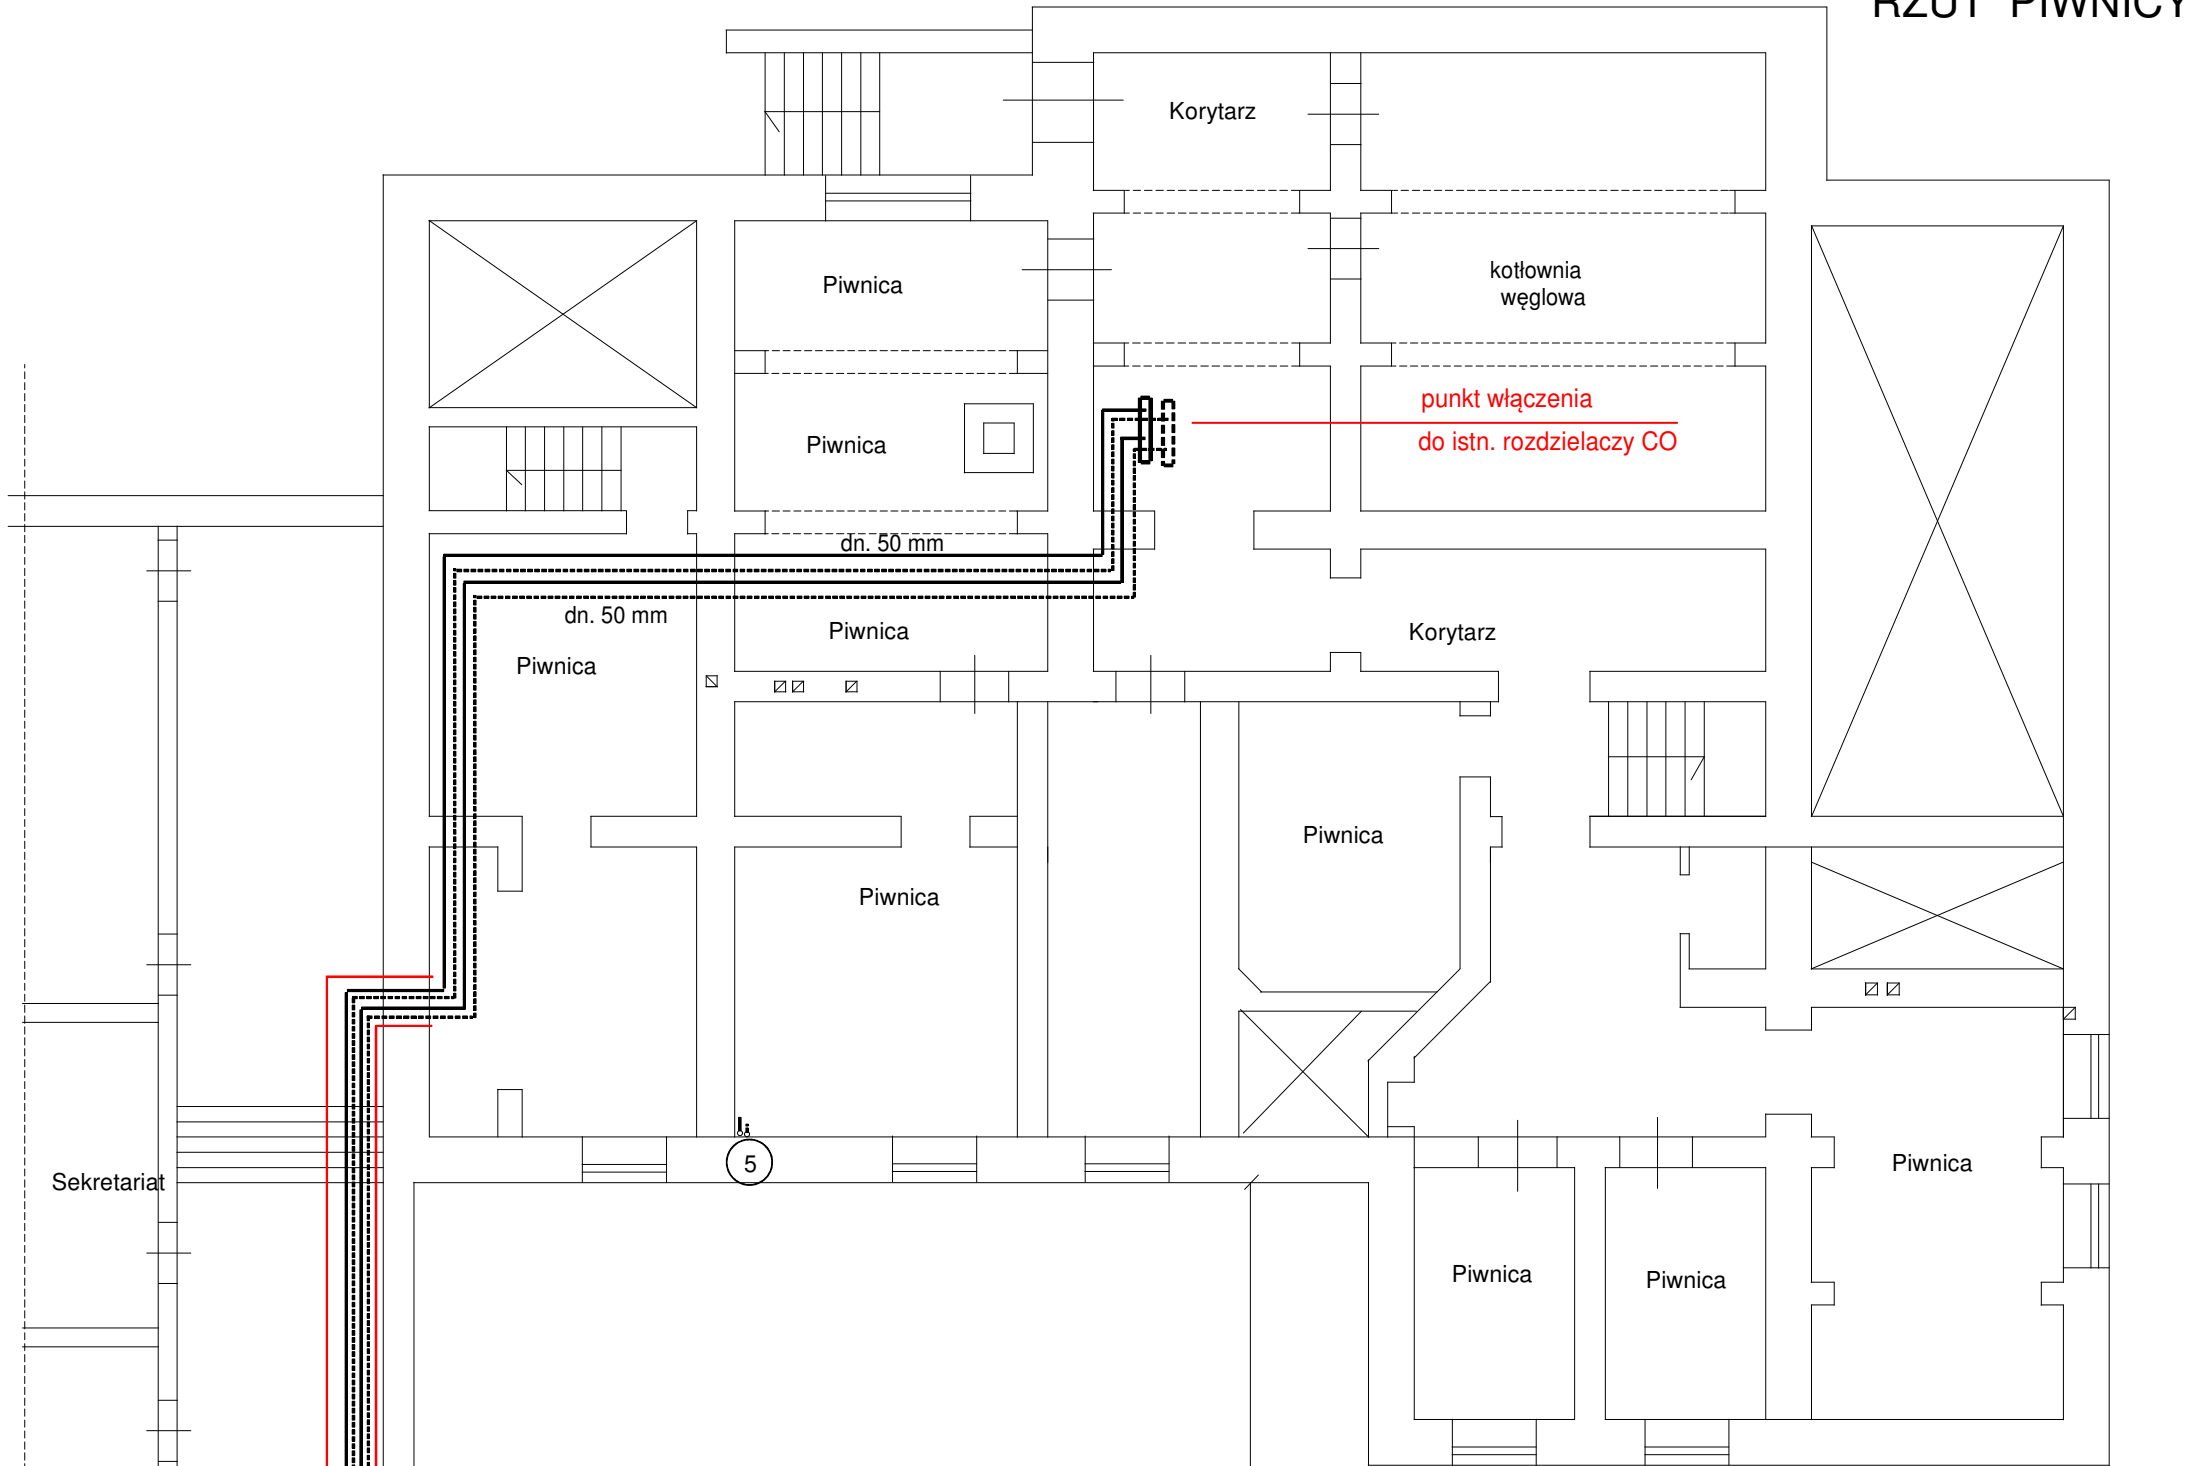 RZUT PIWNICY
Korytarz
kotłownia
węglowa
Piwnica
punkt włączenia
do istn. rozdzielaczy CO
Piwnica
dn. 50 mm
dn. 50 mm
Piwnica
Korytarz
Piwnica
Piwnica
Piwnica
5
Sekretariat
Piwnica
Piwnica
Piwnica